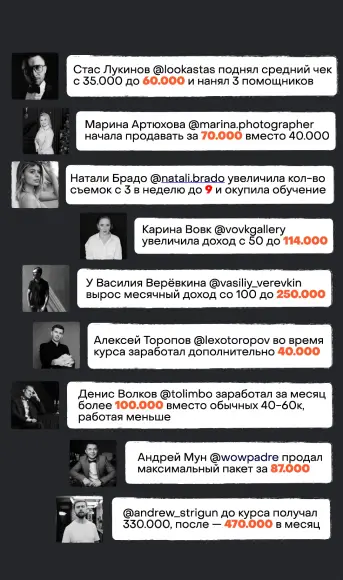 Стас Лукинов @lookastas поднял средний чек
с 35.000 до 60.000 и нанял 3 помощников
Марина Артюхова @marina.photographer
начала продавать за 70.000 вместо 40.000
Натали Брадо @natali.brado увеличила кол-во
съемок с 3 в неделю до 9 и окупила обучение
Карина Вовк @vovkgallery
увеличила доход с 50 до 114.000
У Василия Верёвкина @vasiliy_verevkin
вырос месячный доход со 100 до 250.000
Алексей Торопов @lexotoropov во время
курса заработал дополнительно 40.000
Денис Волков @tolimbo заработал за месяц
более 100.000 вместо обычных 40-60к,
работая меньше
Андрей Мун @wowpadre продал
максимальный пакет за 87.000
@andrew_strigun до курса получал
330.000, после — 470.000 в месяц